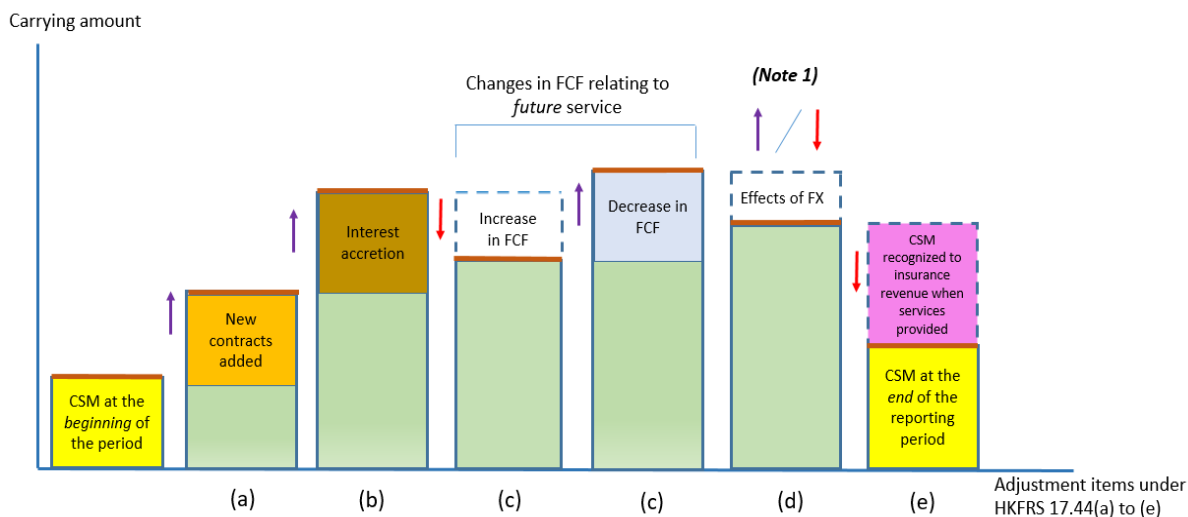 Carrying amount
Changes in FCF relating to
future service
(Note 1)
CSM at the
beginning of
the period
New
contracts
added
Interest
accretion
Increase
in FCF
Decrease in
FCF
Effects of FX
CSM
recognized to
insurance
revenue when
services
provided
CSM at the
end of the
reporting
period
(a)
(b)
(c)
(c)
(d)
(e)
Adjustment items under
HKFRS 17.44(a) to (e)